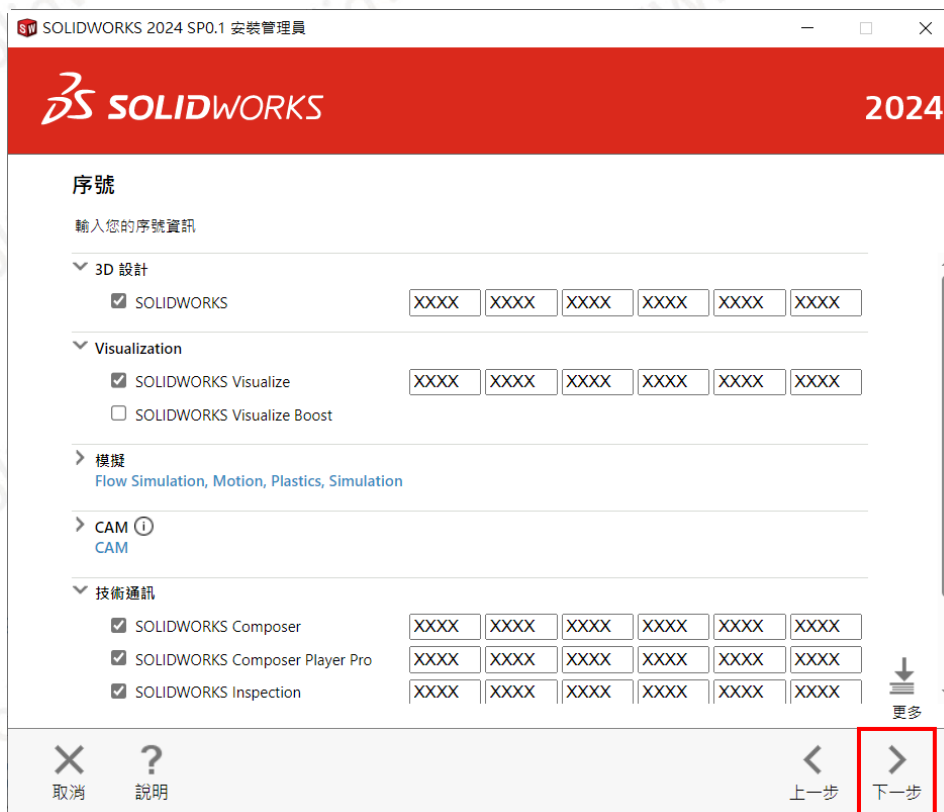 SW SOLIDWORKS 2024 SP0.1 安裝管理員
3DS SOLIDWORKS 2024
序號
輸入您的序號資訊
3D 設計
SOLIDWORKS XXXX XXXX XXXX XXXX XXXX XXXX
Visualization
SOLIDWORKS Visualize XXXX XXXX XXXX XXXX XXXX XXXX
SOLIDWORKS Visualize Boost
模擬
Flow Simulation, Motion, Plastics, Simulation
CAM i
CAM
技術通訊
SOLIDWORKS Composer XXXX XXXX XXXX XXXX XXXX XXXX
SOLIDWORKS Composer Player Pro XXXX XXXX XXXX XXXX XXXX XXXX
SOLIDWORKS Inspection XXXX XXXX XXXX XXXX XXXX XXXX
更多
? 
取消 說明 上一步 下一步